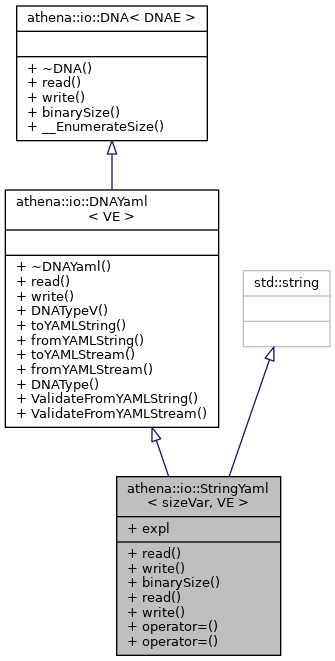 athena::io::DNA< DNAE >
+ ~DNA()
+ read()
+ write()
+ binarySize()
+ __EnumerateSize()
athena::io::DNAYaml
< VE >
+ ~DNAYaml()
+ read()
+ write()
+ DNATypeV()
+ toYAMLString()
+ fromYAMLString()
+ toYAMLStream()
+ fromYAMLStream()
+ DNAType()
+ ValidateFromYAMLString()
+ ValidateFromYAMLStream()
std::string
athena::io::StringYaml
< sizeVar, VE >
+ expl
+ read()
+ write()
+ binarySize()
+ read()
+ write()
+ operator=()
+ operator=()